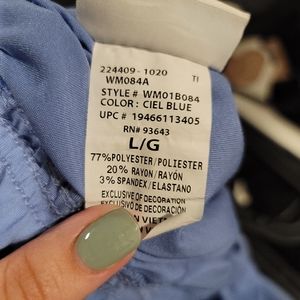 224409 - 1020 TI
WM084A
STYLE # WM01B084
COLOR : CIEL BLUE
UPC # 19466113405
RN# 93643
L/G
77%POLYESTER/POLIESTER
20% RAYON/RAYÓN
3% SPANDEX/ELASTANO
EXCLUSIVE OF DECORATION
EXCLUSIVO DE DECORACIÓN